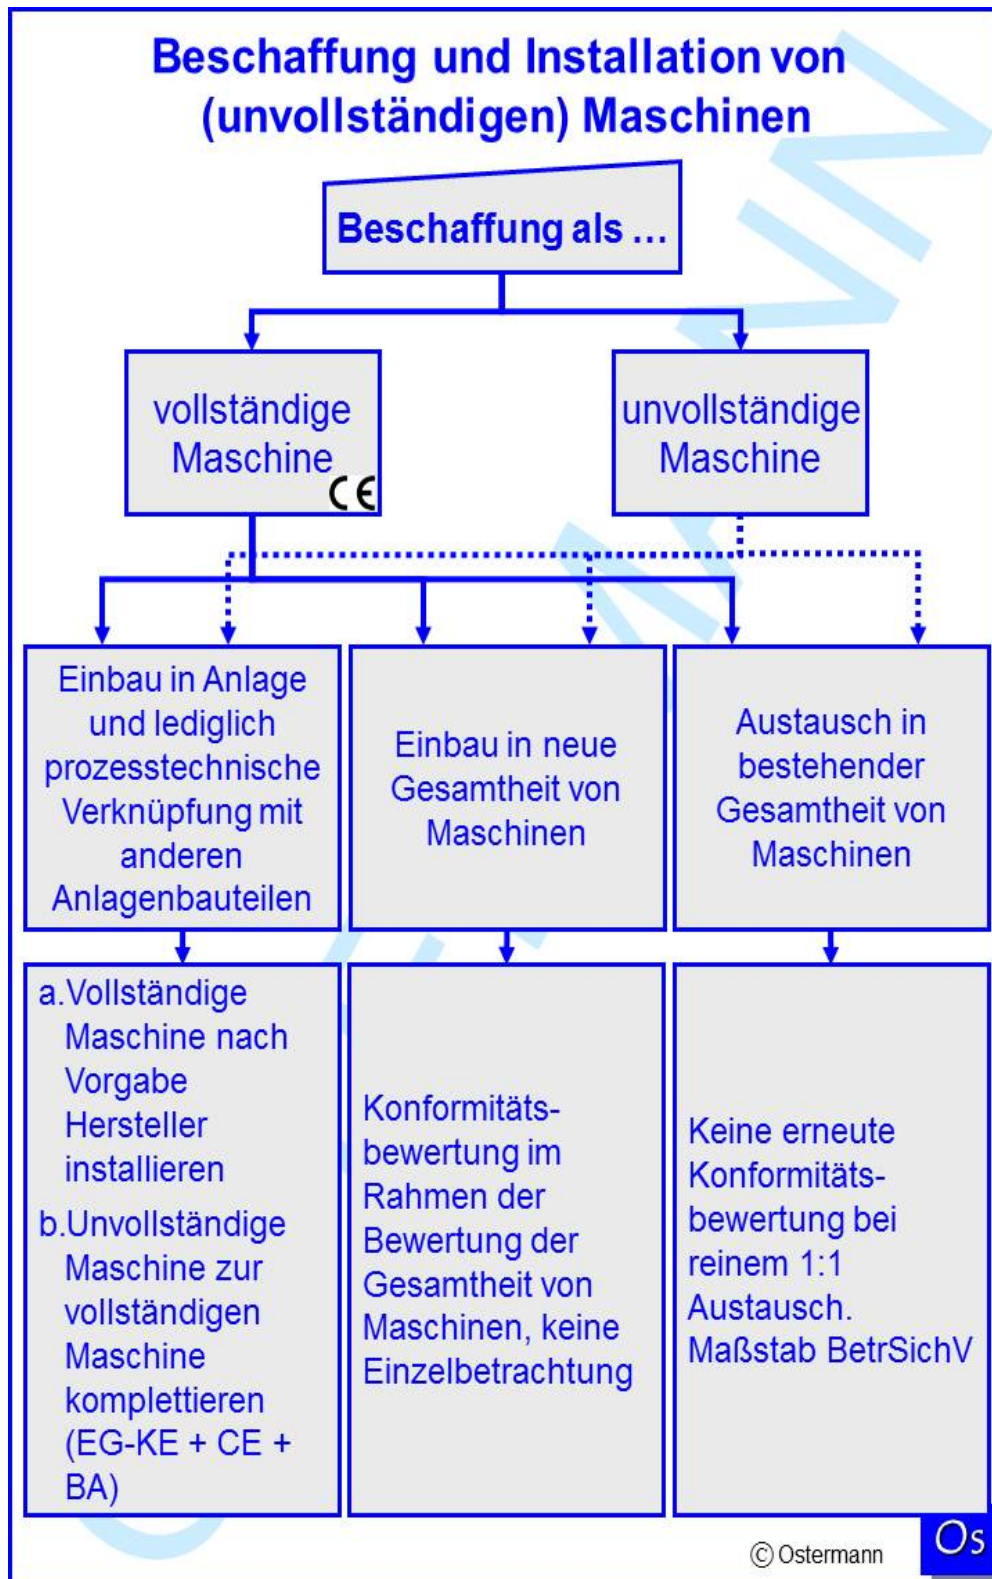 Beschaffung und Installation von
(unvollständigen) Maschinen
Beschaffung als ...
vollständige
Maschine
CE
unvollständige
Maschine
Einbau in Anlage
und lediglich
prozesstechnische
Verknüpfung mit
anderen
Anlagenbauteilen
Einbau in neue
Gesamtheit von
Maschinen
Austausch in
bestehender
Gesamtheit von
Maschinen
a.Vollständige
Maschine nach
Vorgabe
Hersteller
installieren
b.Unvollständige
Maschine zur
vollständigen
Maschine
komplettieren
(EG-KE + CE +
BA)
Konformitäts-
bewertung im
Rahmen der
Bewertung der
Gesamtheit von
Maschinen, keine
Einzelbetrachtung
Keine erneute
Konformitäts-
bewertung bei
reinem 1:1
Austausch.
Maßstab BetrSichV
© Ostermann
Os